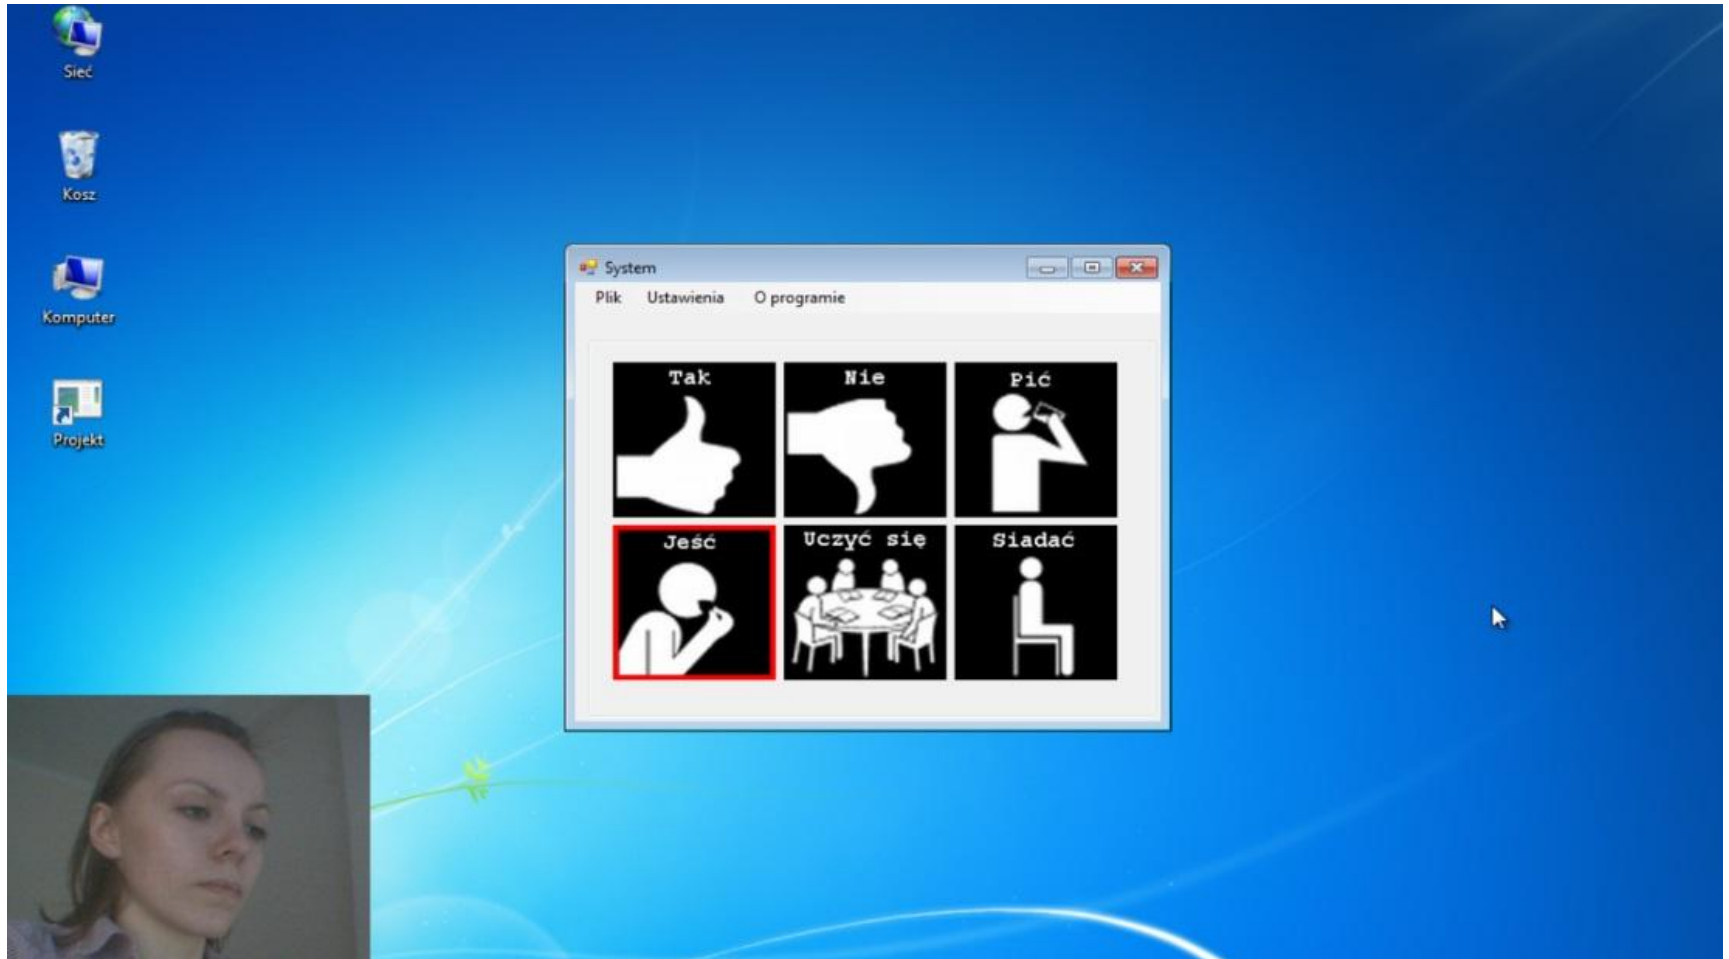 Sieć
Kosz
Komputer
Projekt
System
Plik Ustawienia O programie
Tak Nie Pić
Jeść Uczyć się Siadać